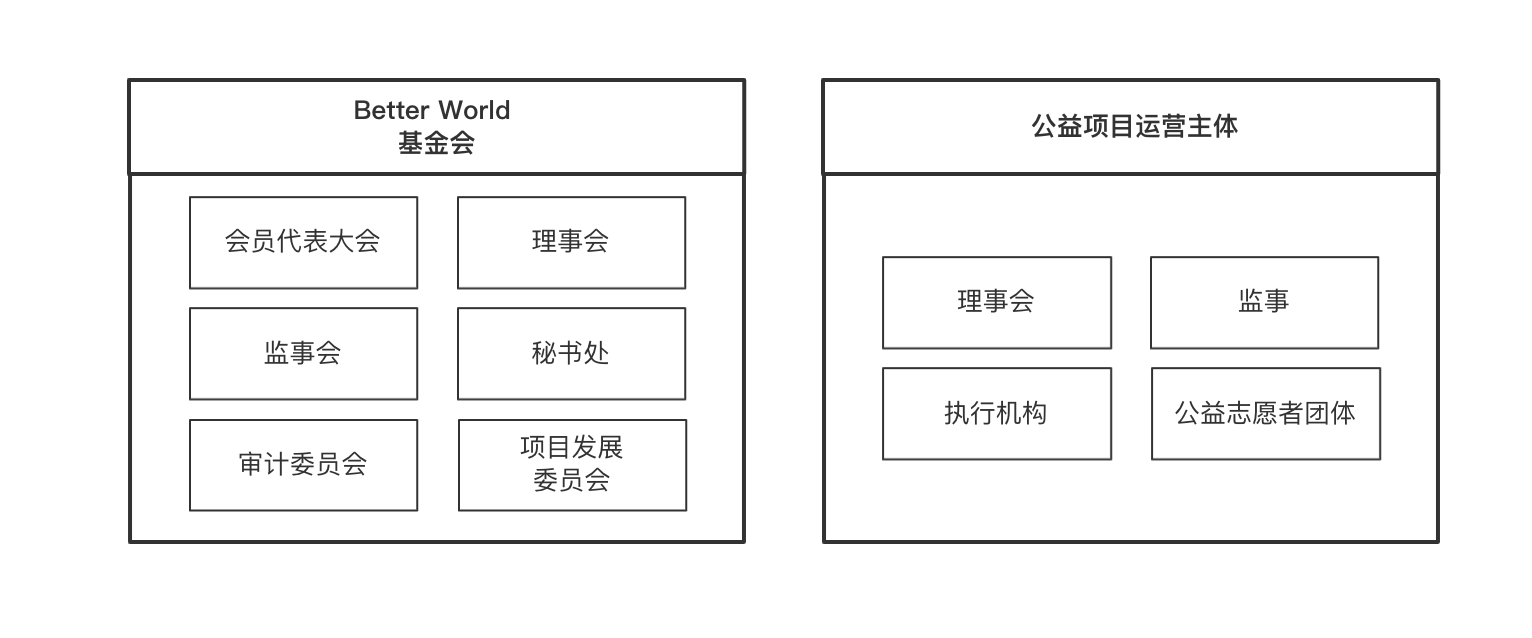 Better World
基金会
会员代表大会
理事会
监事会
秘书处
审计委员会
项目发展
委员会
公益项目运营主体
理事会
监事
执行机构
公益志愿者团体